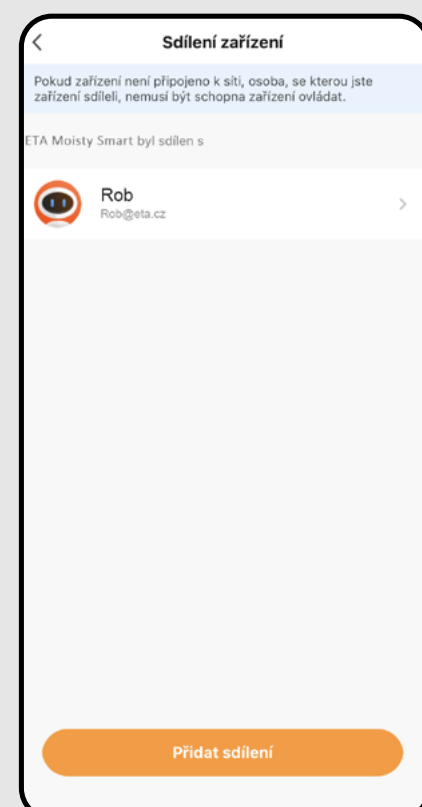 Sdílení zařízení
Pokud zařízení není připojeno k síti, osoba, se kterou jste
zařízení sdíleli, nemusí být schopna zařízení ovládat.
ETA Moisty Smart byl sdílen s
Rob
Rob@eta.cz
Přidat sdílení